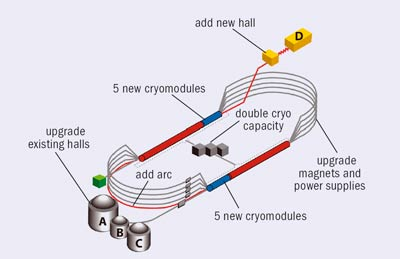 add new hall
D
5 new cryomodules
double cryo
capacity
upgrade
existing halls
add arc
upgrade
magnets and
power supplies
5 new cryomodules
A
B
C